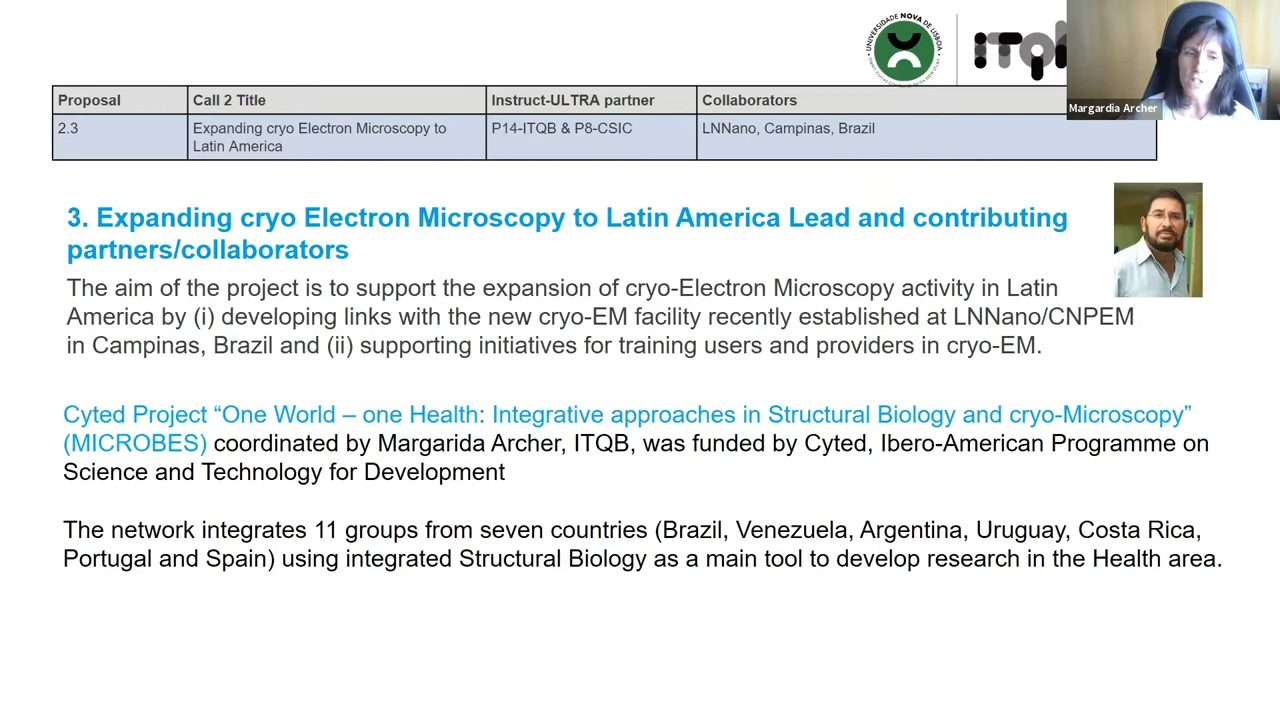 UNIVERSIDADE NOVA DE LISBOA
iTQb
Margardia Archer
Proposal Call 2 Title Instruct-ULTRA partner Collaborators
2.3 Expanding cryo Electron Microscopy to P14-ITQB & P8-CSIC LNNano, Campinas, Brazil
Latin America
3. Expanding cryo Electron Microscopy to Latin America Lead and contributing
partners/collaborators
The aim of the project is to support the expansion of cryo-Electron Microscopy activity in Latin
America by (i) developing links with the new cryo-EM facility recently established at LNNano/CNPEM
in Campinas, Brazil and (ii) supporting initiatives for training users and providers in cryo-EM.
Cyted Project “One World – one Health: Integrative approaches in Structural Biology and cryo-Microscopy”
(MICROBES) coordinated by Margarida Archer, ITQB, was funded by Cyted, Ibero-American Programme on
Science and Technology for Development
The network integrates 11 groups from seven countries (Brazil, Venezuela, Argentina, Uruguay, Costa Rica,
Portugal and Spain) using integrated Structural Biology as a main tool to develop research in the Health area.